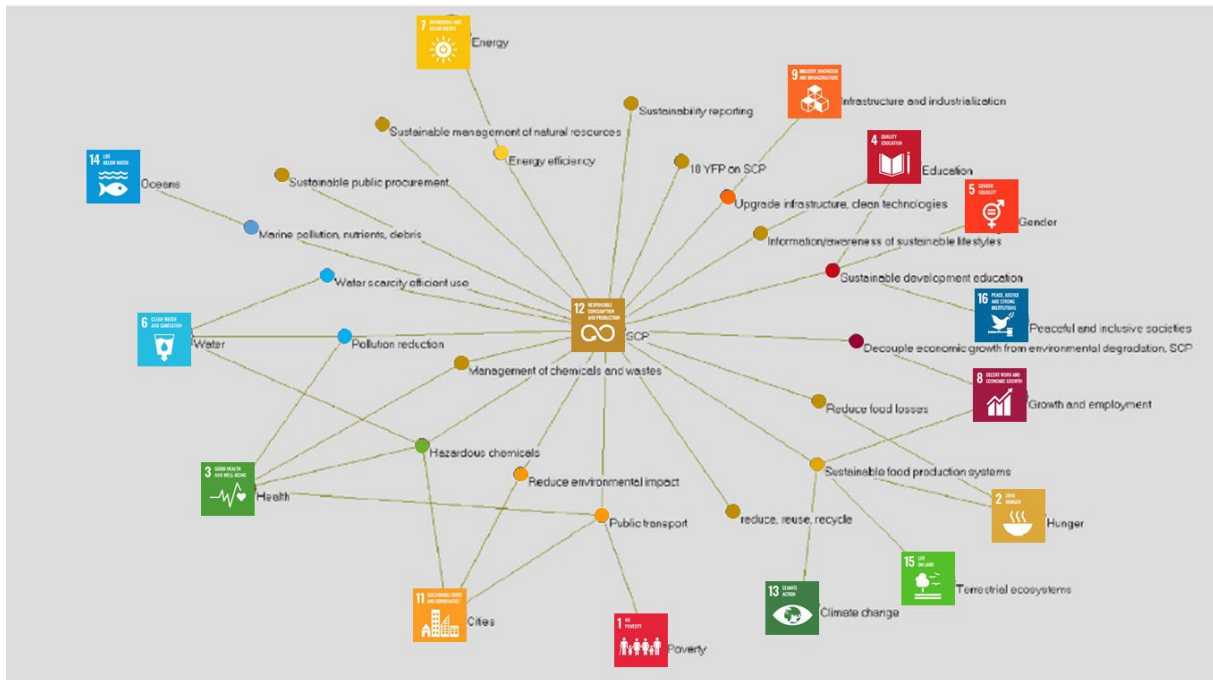 7 AFFORDABLE AND
CLEAN ENERGY
Energy
9 INDUSTRY, INNOVATION
AND INFRASTRUCTURE
Infrastructure and industrialization
Sustainability reporting
Sustainable management of natural resources
4 QUALITY
EDUCATION
Education
14 LIFE
BELOW WATER
Oceans
Energy efficiency
10 YFP on SCP
Sustainable public procurement
5 GENDER
EQUALITY
Gender
Upgrade infrastructure, clean technologies
Marine pollution, nutrients, debris
Information/awareness of sustainable lifestyles
Water scarcity efficient use
Sustainable development education
12 RESPONSIBLE
CONSUMPTION
AND PRODUCTION
SCP
16 PEACE, JUSTICE
AND STRONG
INSTITUTIONS
Peaceful and inclusive societies
6 CLEAN WATER
AND SANITATION
Water
Pollution reduction
Decouple economic growth from environmental degradation, SCP
Management of chemicals and wastes
8 DECENT WORK AND
ECONOMIC GROWTH
Growth and employment
Reduce food losses
Hazardous chemicals
3 GOOD HEALTH
AND WELL-BEING
Health
Reduce environmental impact
Sustainable food production systems
2 ZERO
HUNGER
Hunger
Public transport
reduce, reuse, recycle
15 LIFE
ON LAND
Terrestrial ecosystems
11 SUSTAINABLE CITIES
AND COMMUNITIES
Cities
13 CLIMATE
ACTION
Climate change
1 NO
POVERTY
Poverty